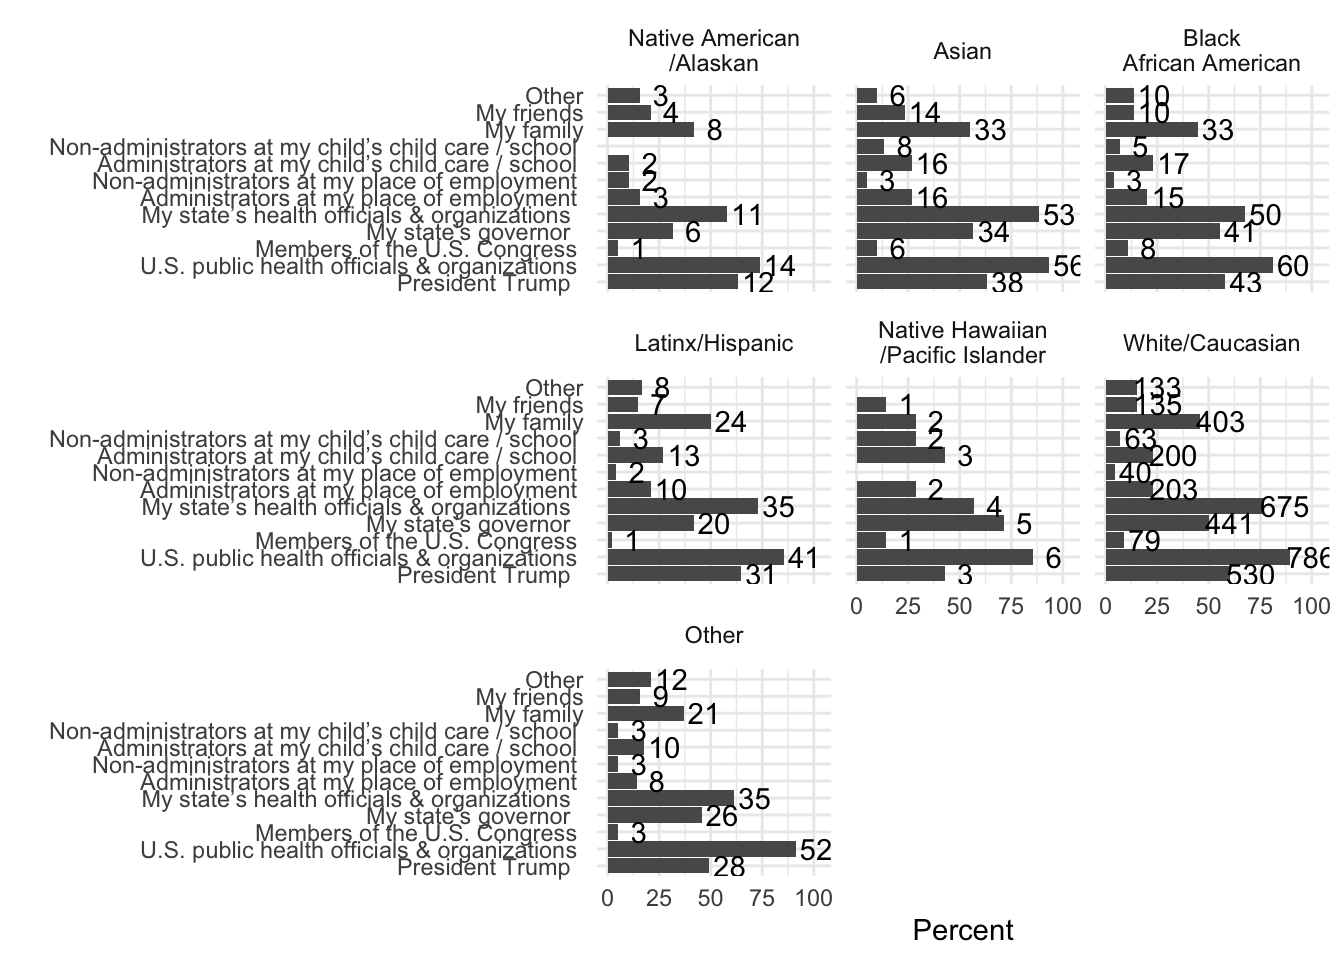 Native American
/Alaskan
Asian
Black
African American
Other 3 6 10
My friends 4 14 10
My family 8 33 33
Non-administrators at my child’s child care / school 8 5
Administrators at my child’s child care / school 2 16 17
Non-administrators at my place of employment 2 3 3
Administrators at my place of employment 3 16 15
My state’s health officials & organizations 11 53 50
My state’s governor 6 34 41
Members of the U.S. Congress 1 6 8
U.S. public health officials & organizations 14 56 60
President Trump 12 38 43
Latinx/Hispanic
Native Hawaiian
/Pacific Islander
White/Caucasian
Other 8 133
My friends 7 1 135
My family 24 2 403
Non-administrators at my child’s child care / school 3 2 63
Administrators at my child’s child care / school 13 3 200
Non-administrators at my place of employment 2 40
Administrators at my place of employment 10 2 203
My state’s health officials & organizations 35 4 675
My state’s governor 20 5 441
Members of the U.S. Congress 1 1 79
U.S. public health officials & organizations 41 6 786
President Trump 31 3 530
0 25 50 75 100 0 25 50 75 100
Other
Other 12
My friends 9
My family 21
Non-administrators at my child’s child care / school 3
Administrators at my child’s child care / school 10
Non-administrators at my place of employment 3
Administrators at my place of employment 8
My state’s health officials & organizations 35
My state’s governor 26
Members of the U.S. Congress 3
U.S. public health officials & organizations 52
President Trump 28
0 25 50 75 100
Percent